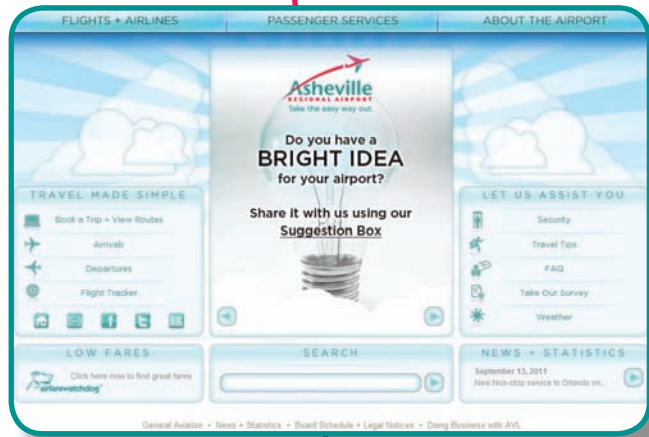 FLIGHTS + AIRLINES
PASSENGER SERVICES
ABOUT THE AIRPORT
Asheville
REGIONAL AIRPORT
Take the easy way out.
Do you have a
BRIGHT IDEA
for your airport?
Share it with us using our
Suggestion Box
TRAVEL MADE SIMPLE
Book a Trip + View Routes
Arrivals
Departures
Flight Tracker
LET US ASSIST YOU
Security
Travel Tips
FAQ
Take Our Survey
Weather
LOW FARES
Click here now to find great fares
airfarewatchdog
SEARCH
NEWS + STATISTICS
September 13, 2011
New Non-stop service to Orlando on..
General Aviation • News + Statistics • Board Schedule + Legal Notices • Doing Business with AVL